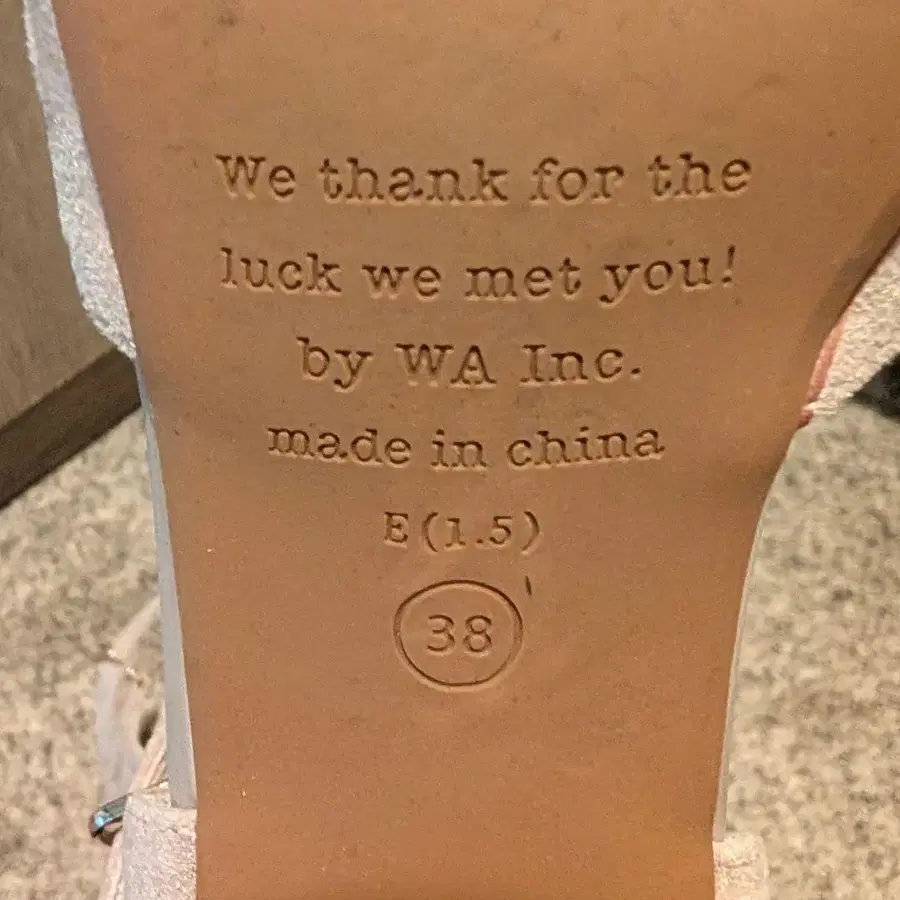 We thank for the
luck we met you!
by WA Inc.
made in china
E(1.5)
38